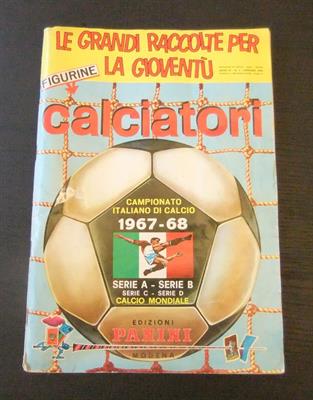 LE GRANDI RACCOLTE PER
LA GIOVENTÙ
FIGURINE
calciatori
CAMPIONATO
ITALIANO DI CALCIO
1967-68
SERIE A - SERIE B
SERIE C - SERIE D
CALCIO MONDIALE
EDIZIONI
PANINI
MODENA